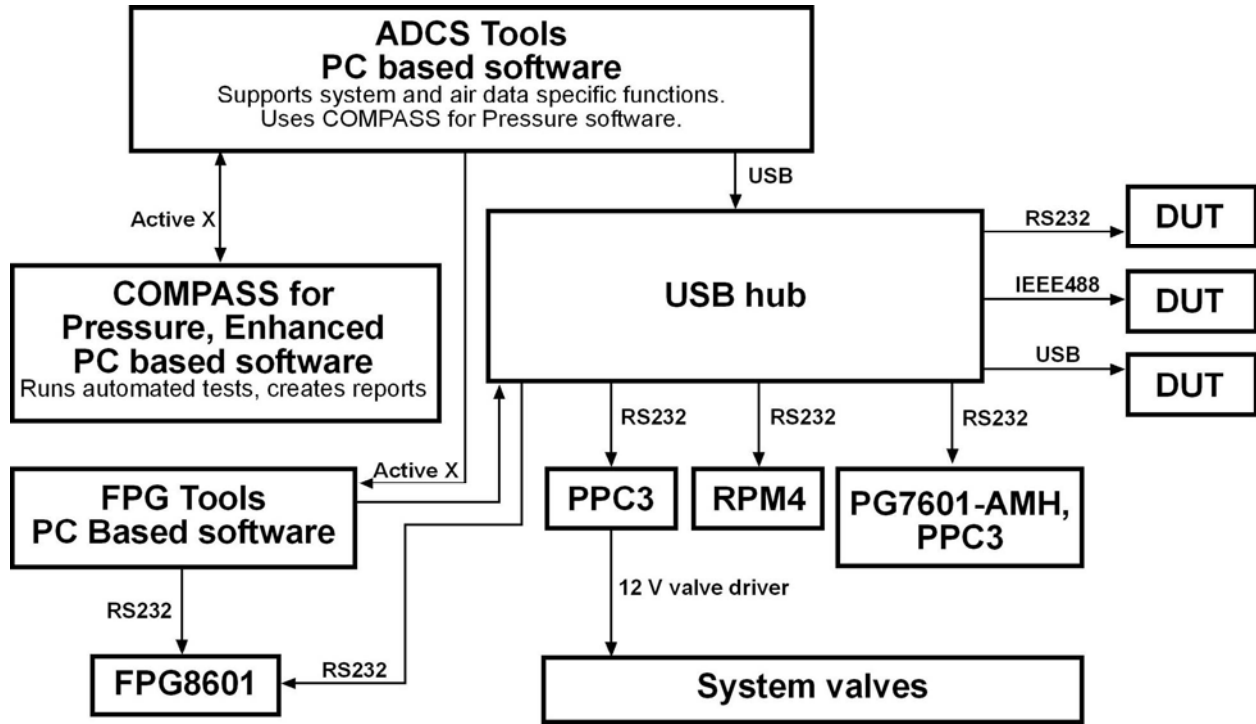 ADCS Tools
PC based software
Supports system and air data specific functions.
Uses COMPASS for Pressure software.
USB
Active X
RS232
DUT
USB hub
IEEE488
DUT
COMPASS for
Pressure, Enhanced
PC based software
Runs automated tests, creates reports
USB
DUT
RS232
RS232
RS232
Active X
FPG Tools
PC Based software
PPC3
RPM4
PG7601-AMH,
PPC3
12 V valve driver
RS232
RS232
FPG8601
System valves